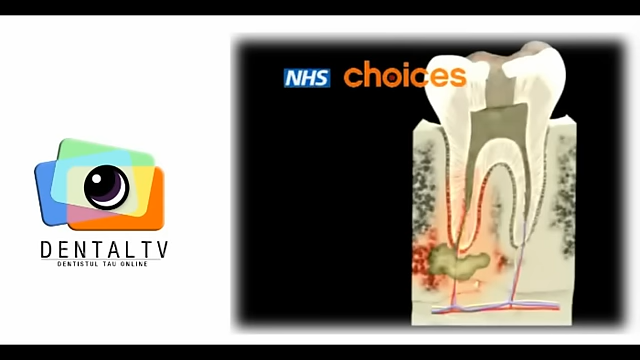 NHS choices
DENTALTV
DENTISTUL TAU ONLINE